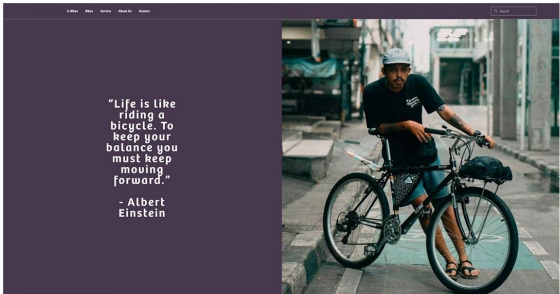 E-Bikes Bikes Service About Us Dealers
Search
“Life is like
riding a
bicycle. To
keep your
balance you
must keep
moving
forward.”
- Albert
Einstein